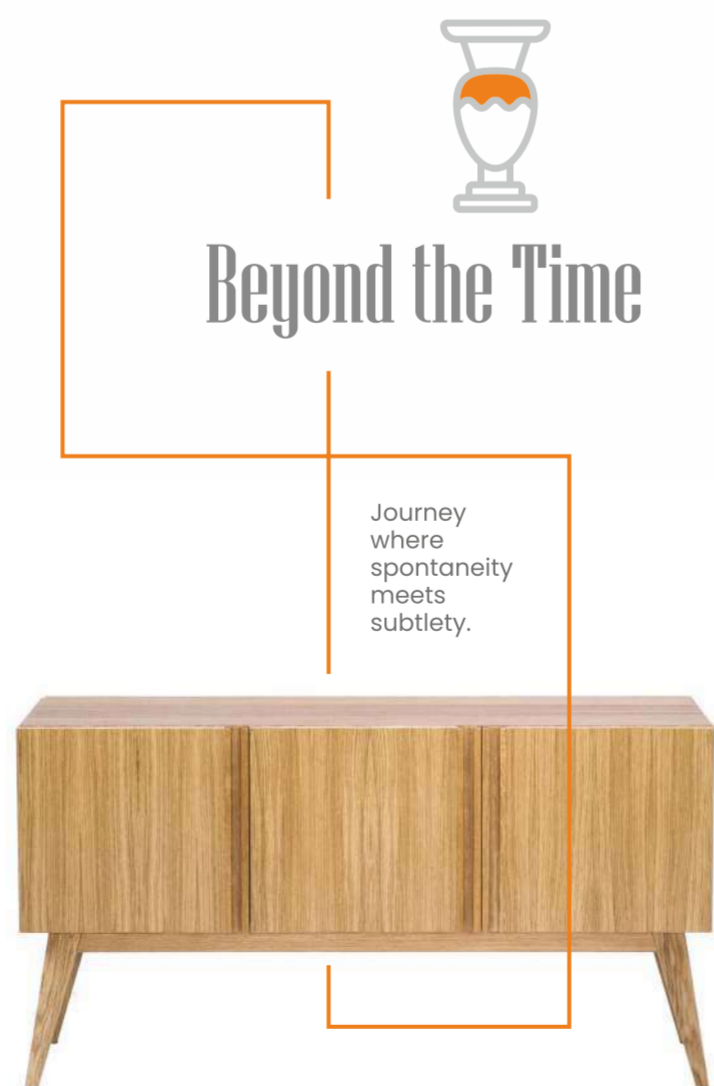 Beyond the Time
Journey
where
spontaneity
meets
subtlety.